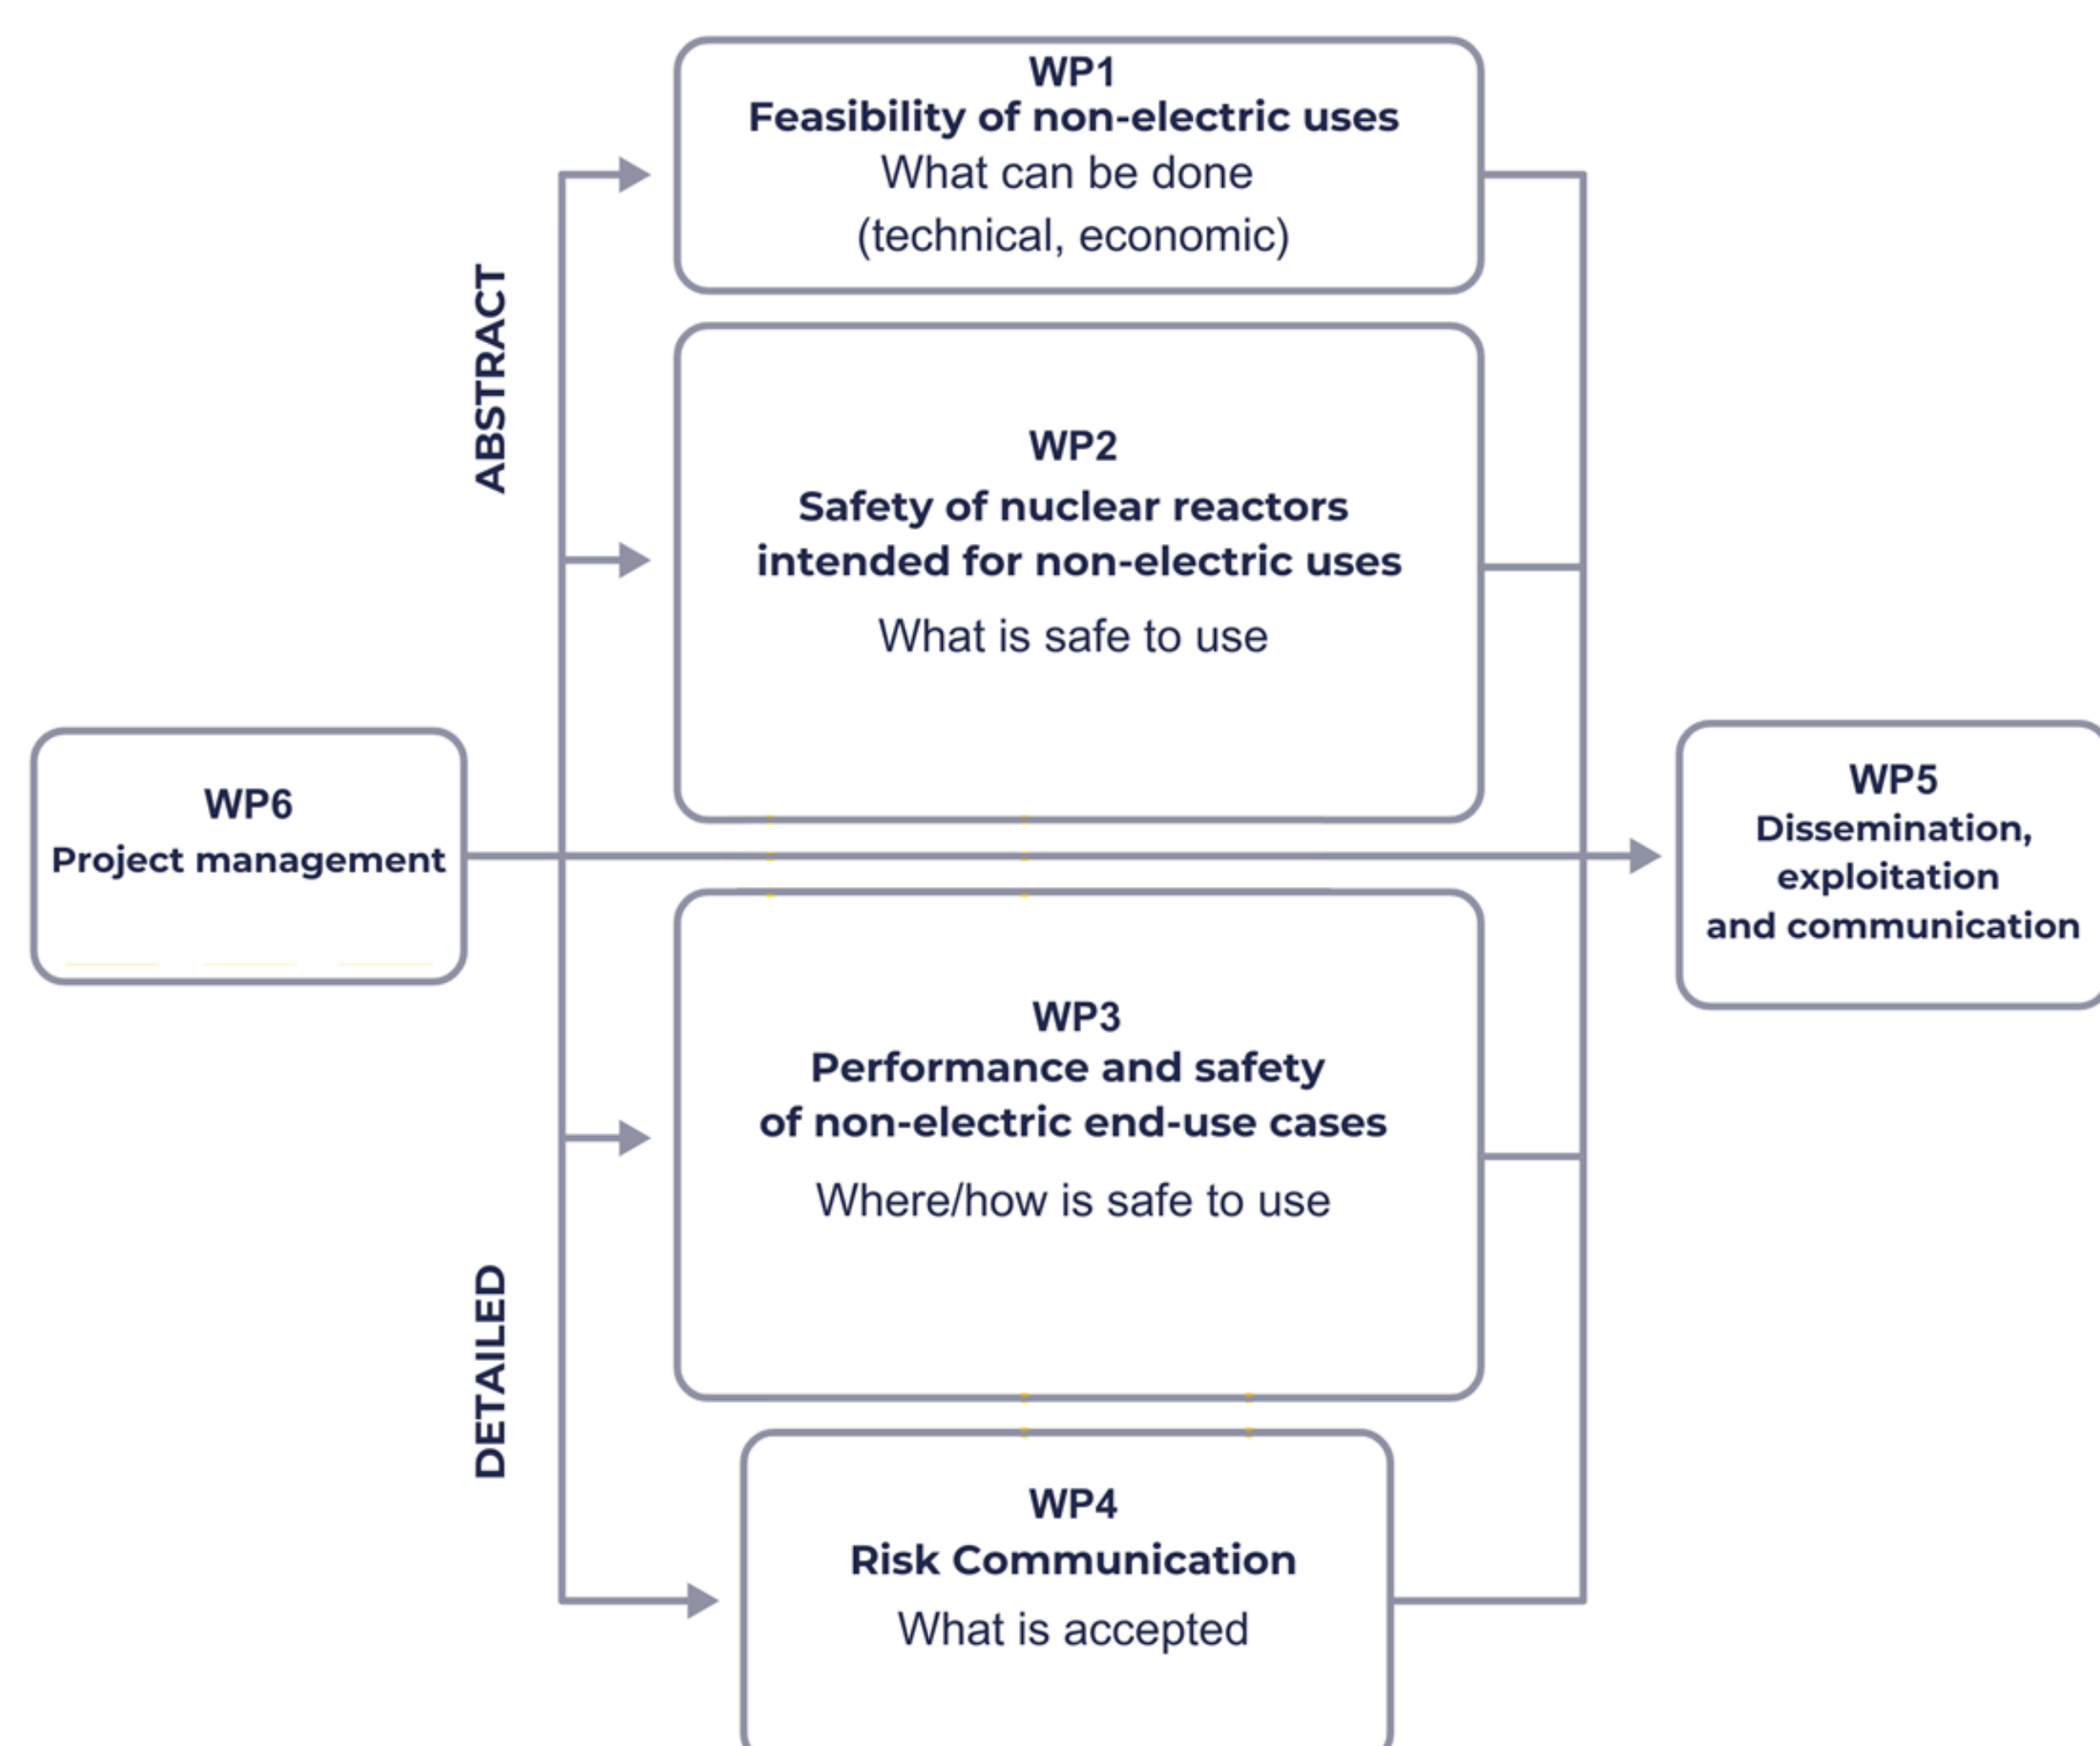 WP1
Feasibility of non-electric uses
What can be done
(technical, economic)
ABSTRACT
WP2
Safety of nuclear reactors
intended for non-electric uses
What is safe to use
WP6
Project management
WP5
Dissemination,
exploitation
and communication
WP3
Performance and safety
of non-electric end-use cases
Where/how is safe to use
DETAILED
WP4
Risk Communication
What is accepted